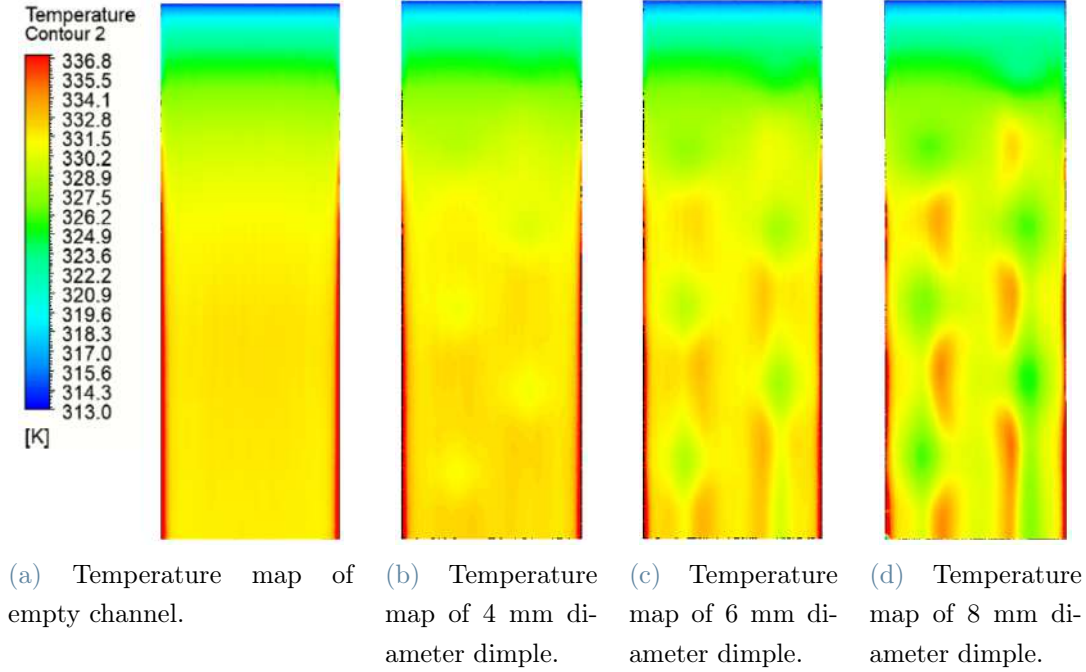 Temperature
Contour 2
336.8
335.5
334.1
332.8
331.5
330.2
328.9
327.5
326.2
324.9
323.6
322.2
320.9
319.6
318.3
317.0
315.6
314.3
313.0
[K]
(a) Temperature map of
empty channel.
(b) Temperature
map of 4 mm di-
ameter dimple.
(c) Temperature
map of 6 mm di-
ameter dimple.
(d) Temperature
map of 8 mm di-
ameter dimple.